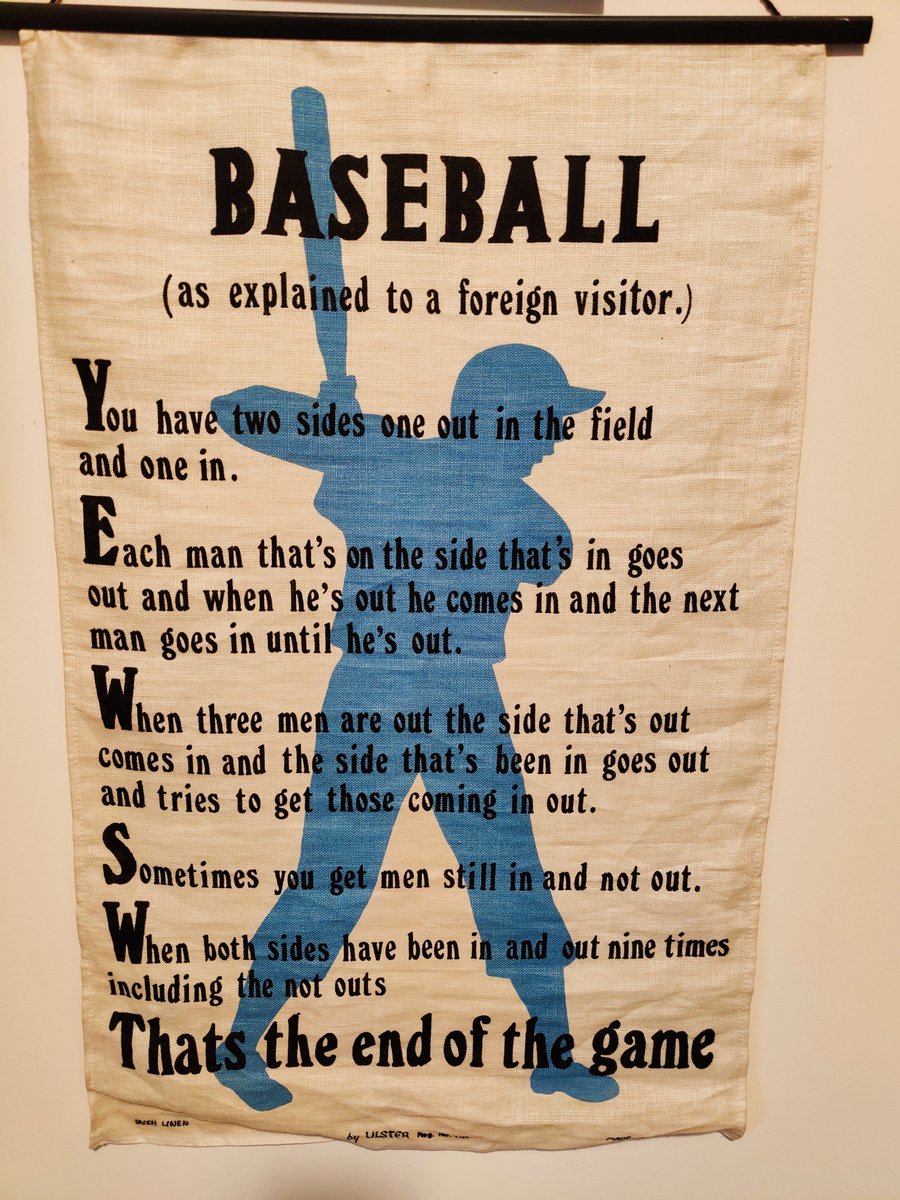 BASEBALL
(as explained to a foreign visitor.)
You have two sides one out in the field
and one in.
Each man that's on the side that's in goes
out and when he's out he comes in and the next
man goes in until he's out.
When three men are out the side that's out
comes in and the side that's been in goes out
and tries to get those coming in out.
Sometimes you get men still in and not out.
When both sides have been in and out nine times
including the not outs
Thats the end of the game
IRISH LINEN
by ULSTER Reg. No.
MADE